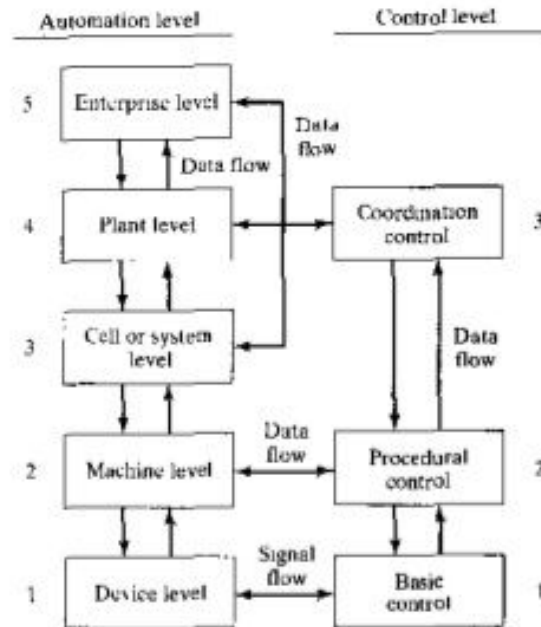 Automation level
Control level
5
Enterprise level
Data
flow
Data flow
4
Plant level
Coordination
control
3
3
Cell or system
level
Data
flow
2
Machine level
Data
flow
Procedural
control
2
1
Device level
Signal
flow
Basic
control
1